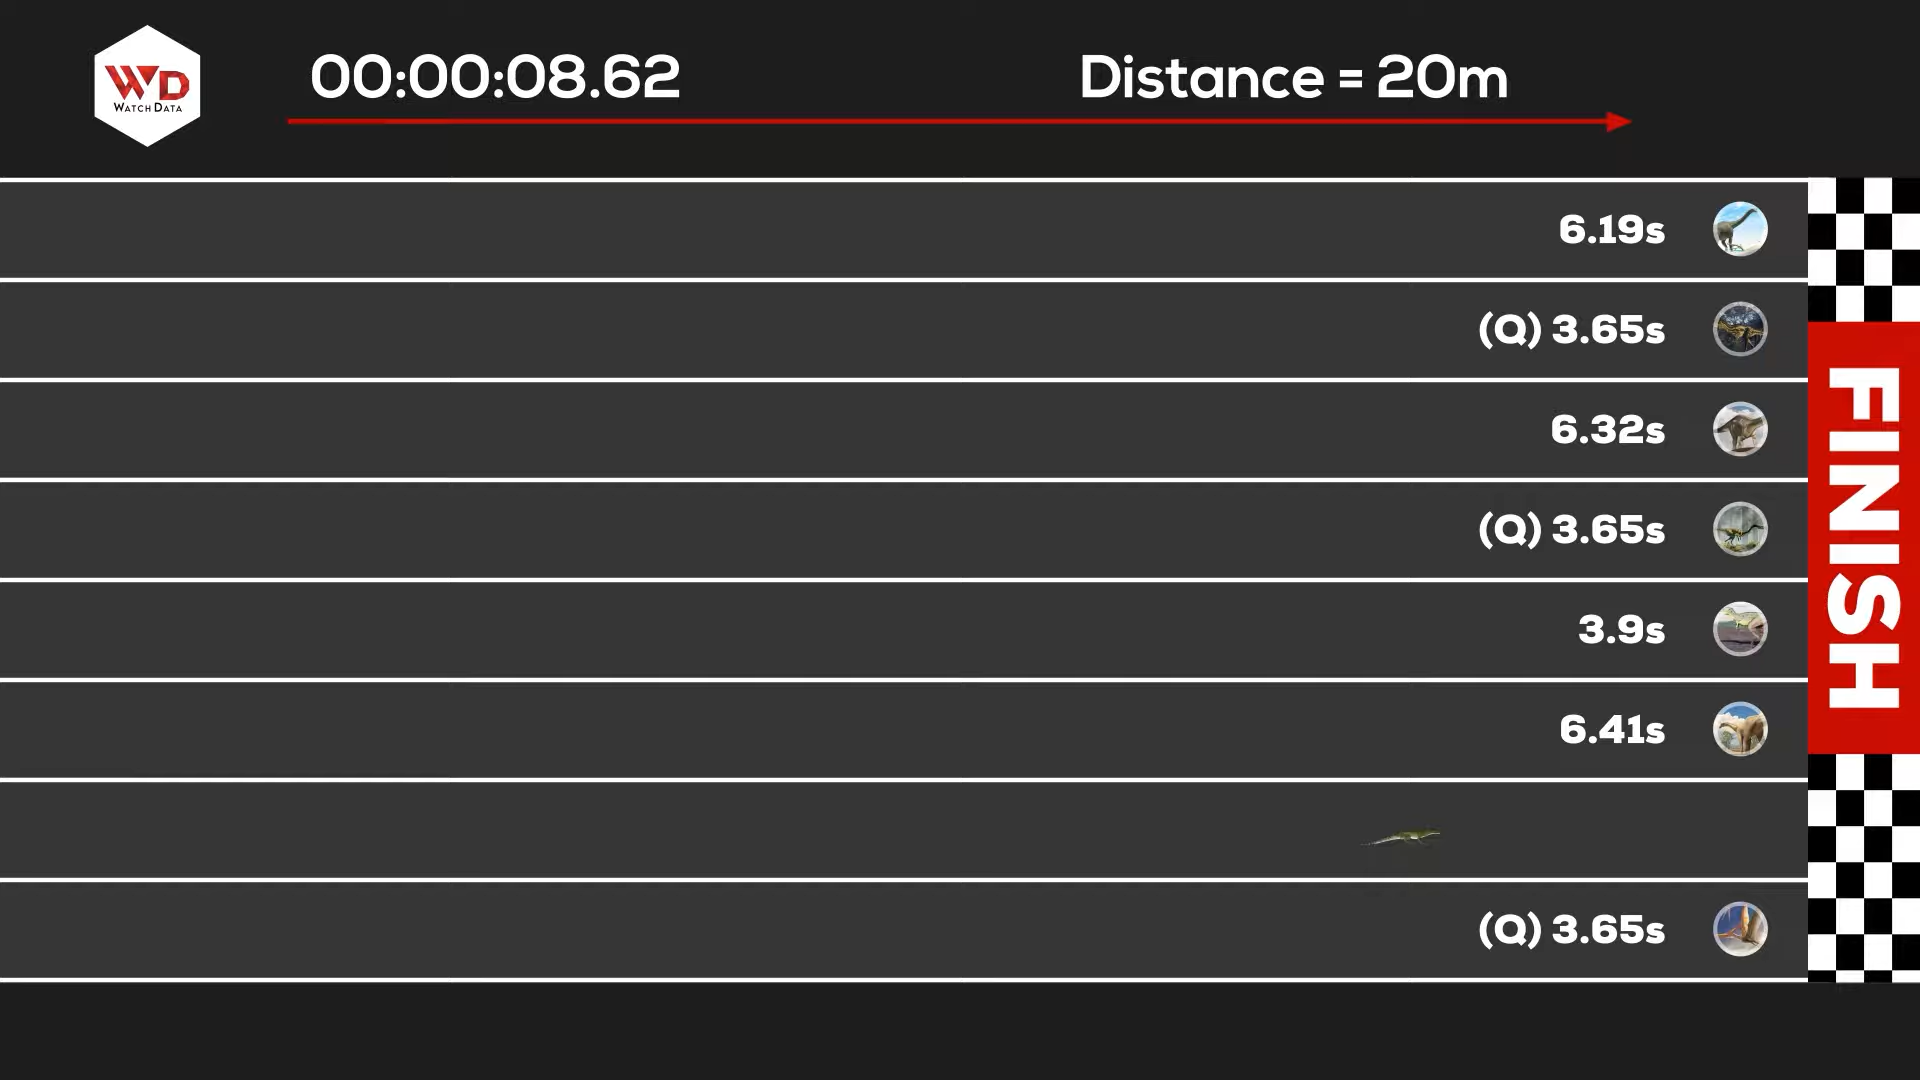 WD
WATCH DATA
00:00:08.62
Distance = 20m
6.19s
(Q) 3.65s
6.32s
(Q) 3.65s
3.9s
6.41s
(Q) 3.65s
FINISH